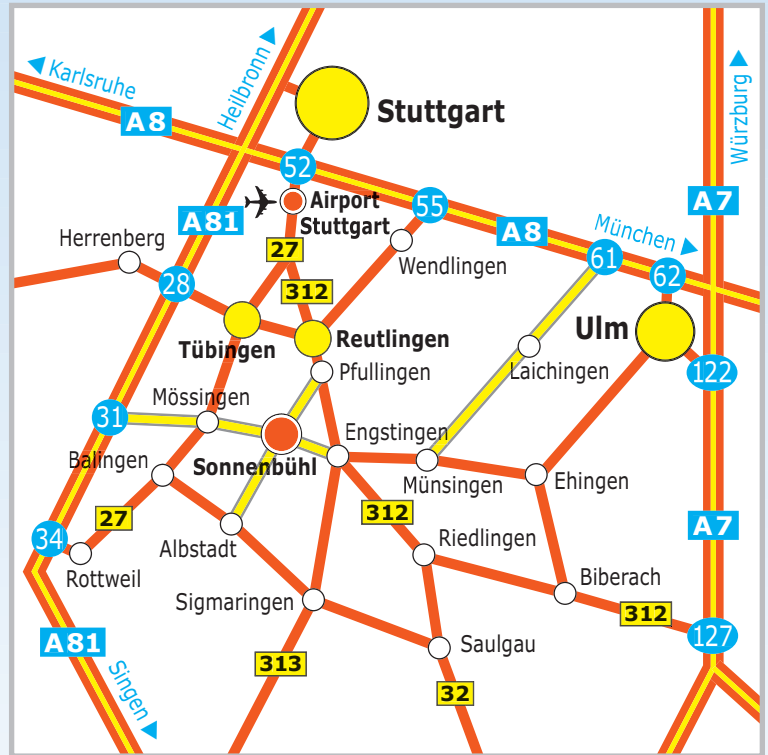 Karlsruhe
Heilbronn
Stuttgart
Würzburg
A8
52
Airport
Stuttgart
A7
A81
55
A8
München
Herrenberg
27
Wendlingen
61
62
28
312
Tübingen
Reutlingen
Ulm
Pfullingen
Laichingen
122
Mössingen
31
Engstingen
Balingen
Sonnenbühl
Münsingen
Ehingen
27
312
A7
34
Albstadt
Riedlingen
Rottweil
Biberach
Sigmaringen
312
A81
127
Saulgau
313
Singen
32